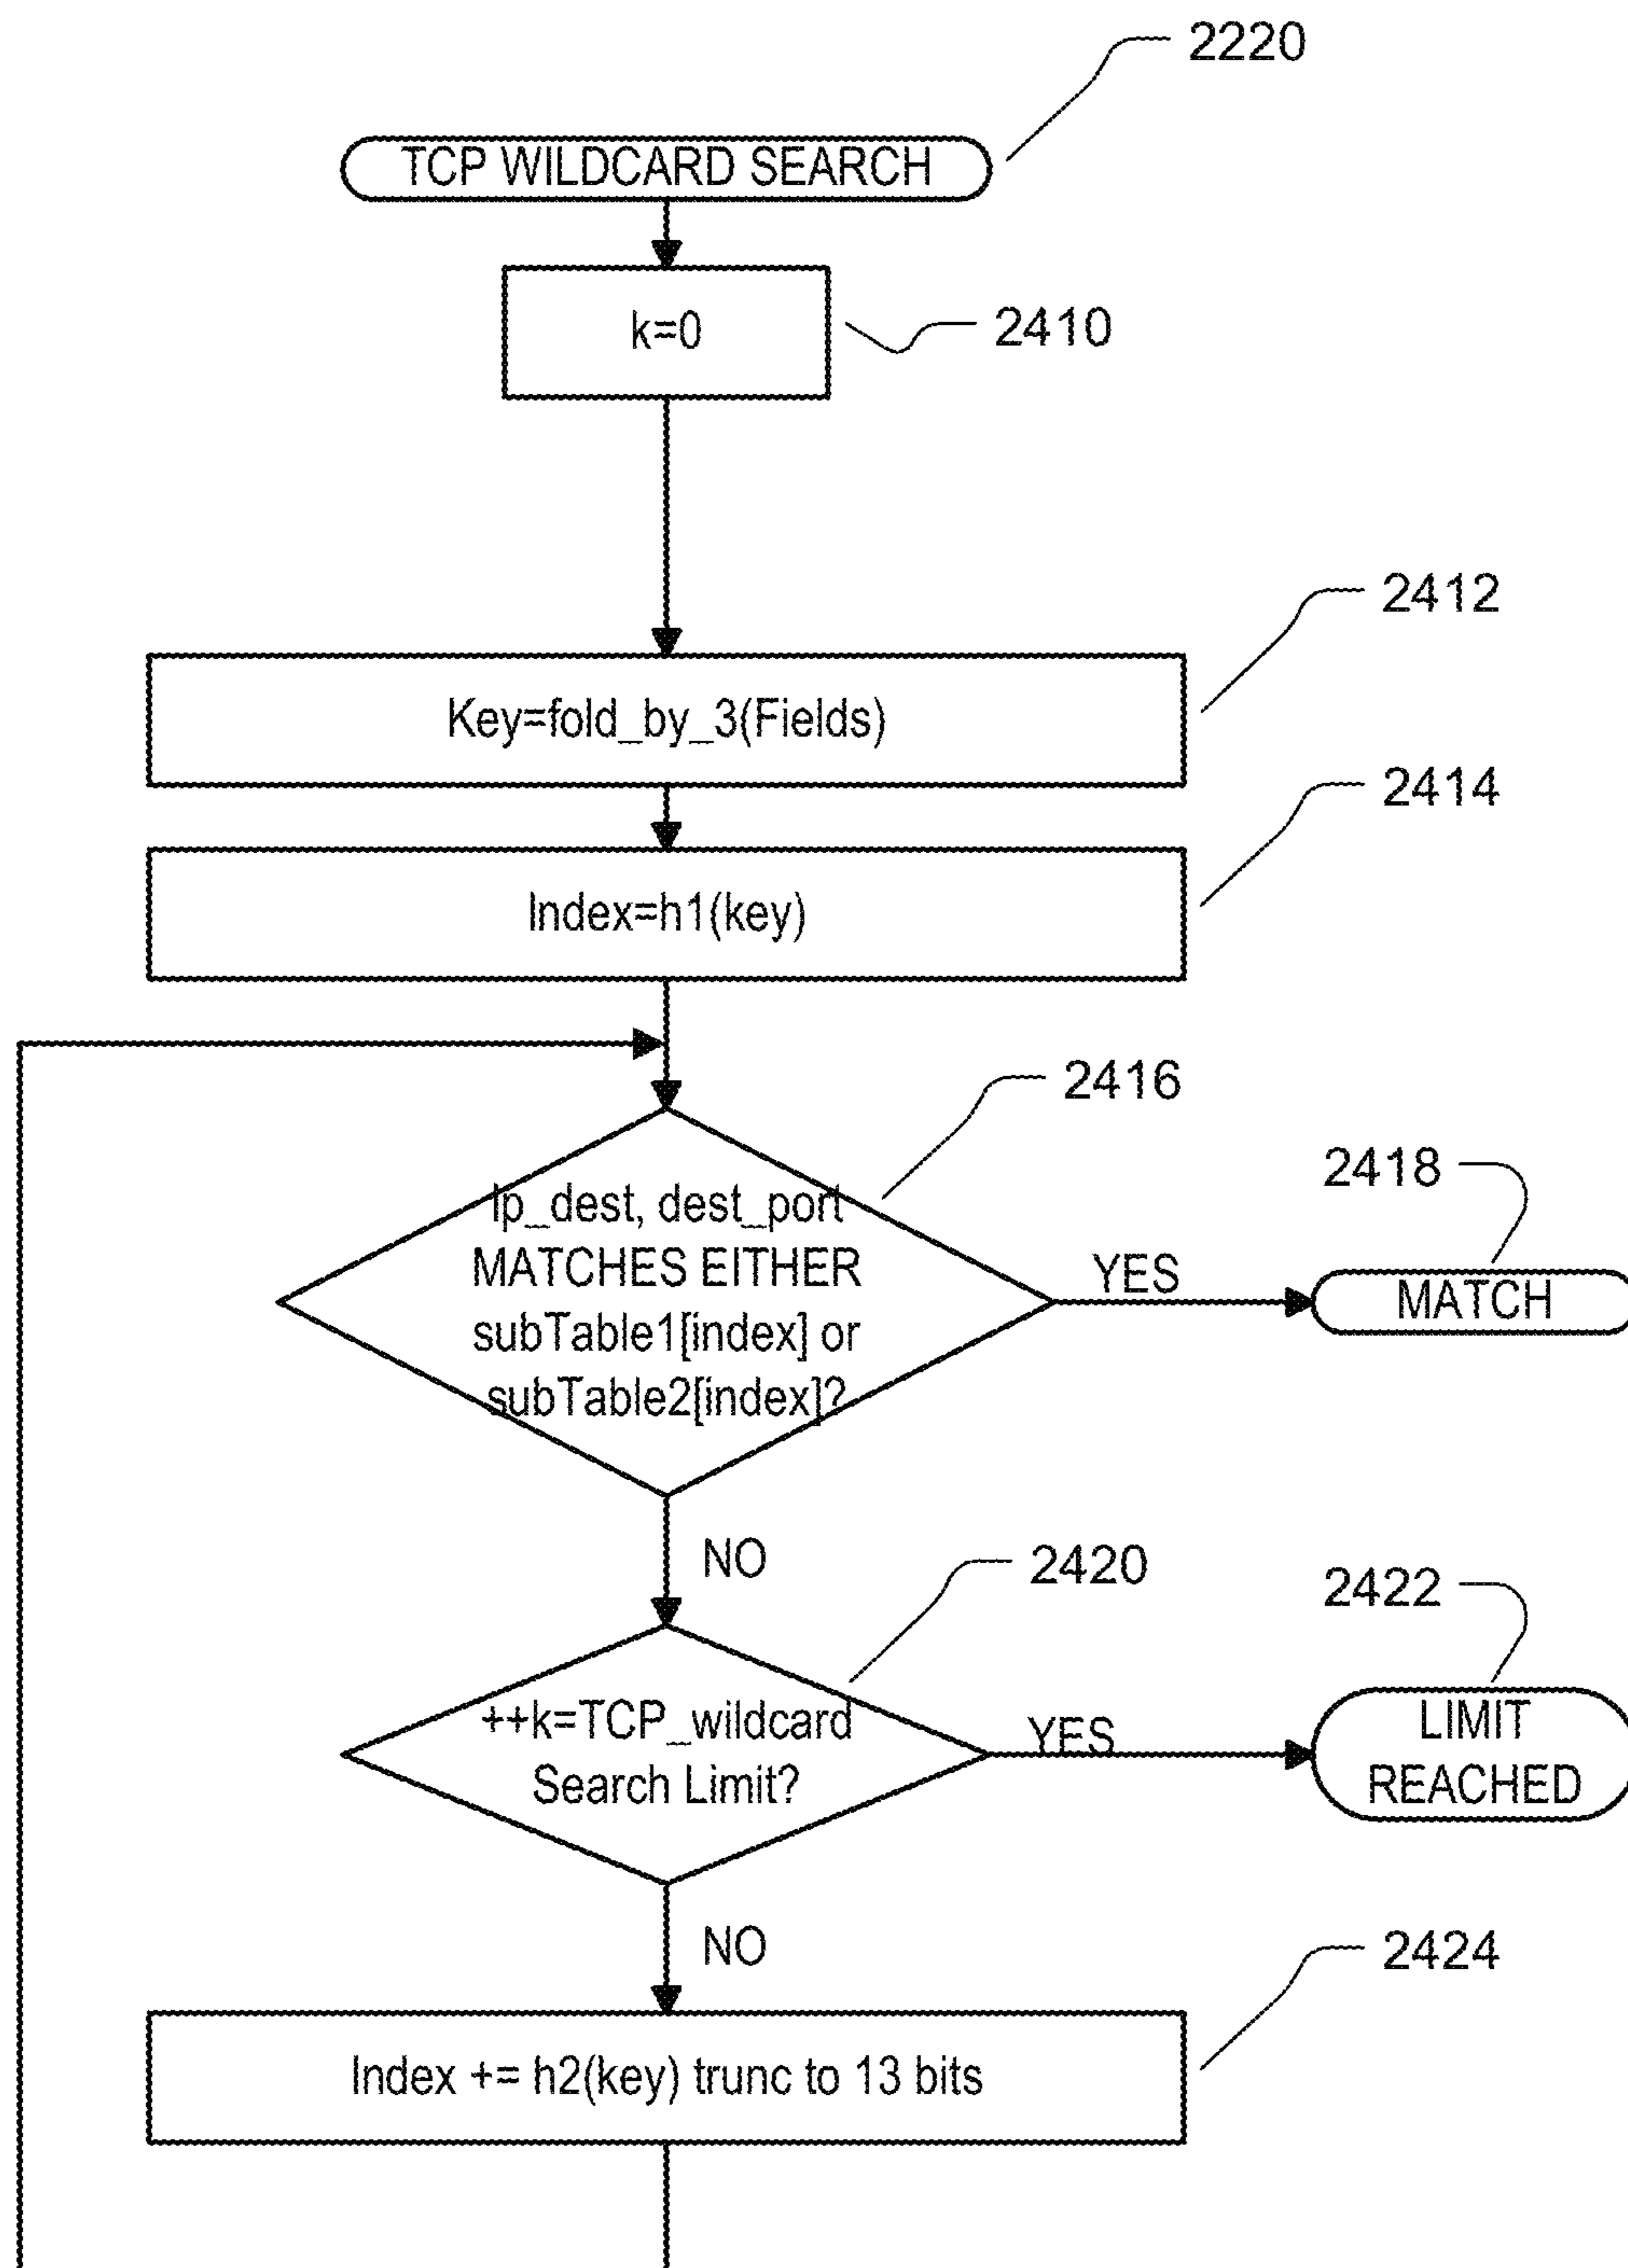 2220
TCP WILDCARD SEARCH
k=0
2410
2412
Key=fold_by_3(Fields)
2414
Index=h1(key)
2416
Ip_dest, dest_port
MATCHES EITHER
subTable1[index] or
subTable2[index]?
YES
2418
MATCH
NO
2420
++k=TCP_wildcard
Search Limit?
YES
2422
LIMIT
REACHED
NO
2424
Index += h2(key) trunc to 13 bits